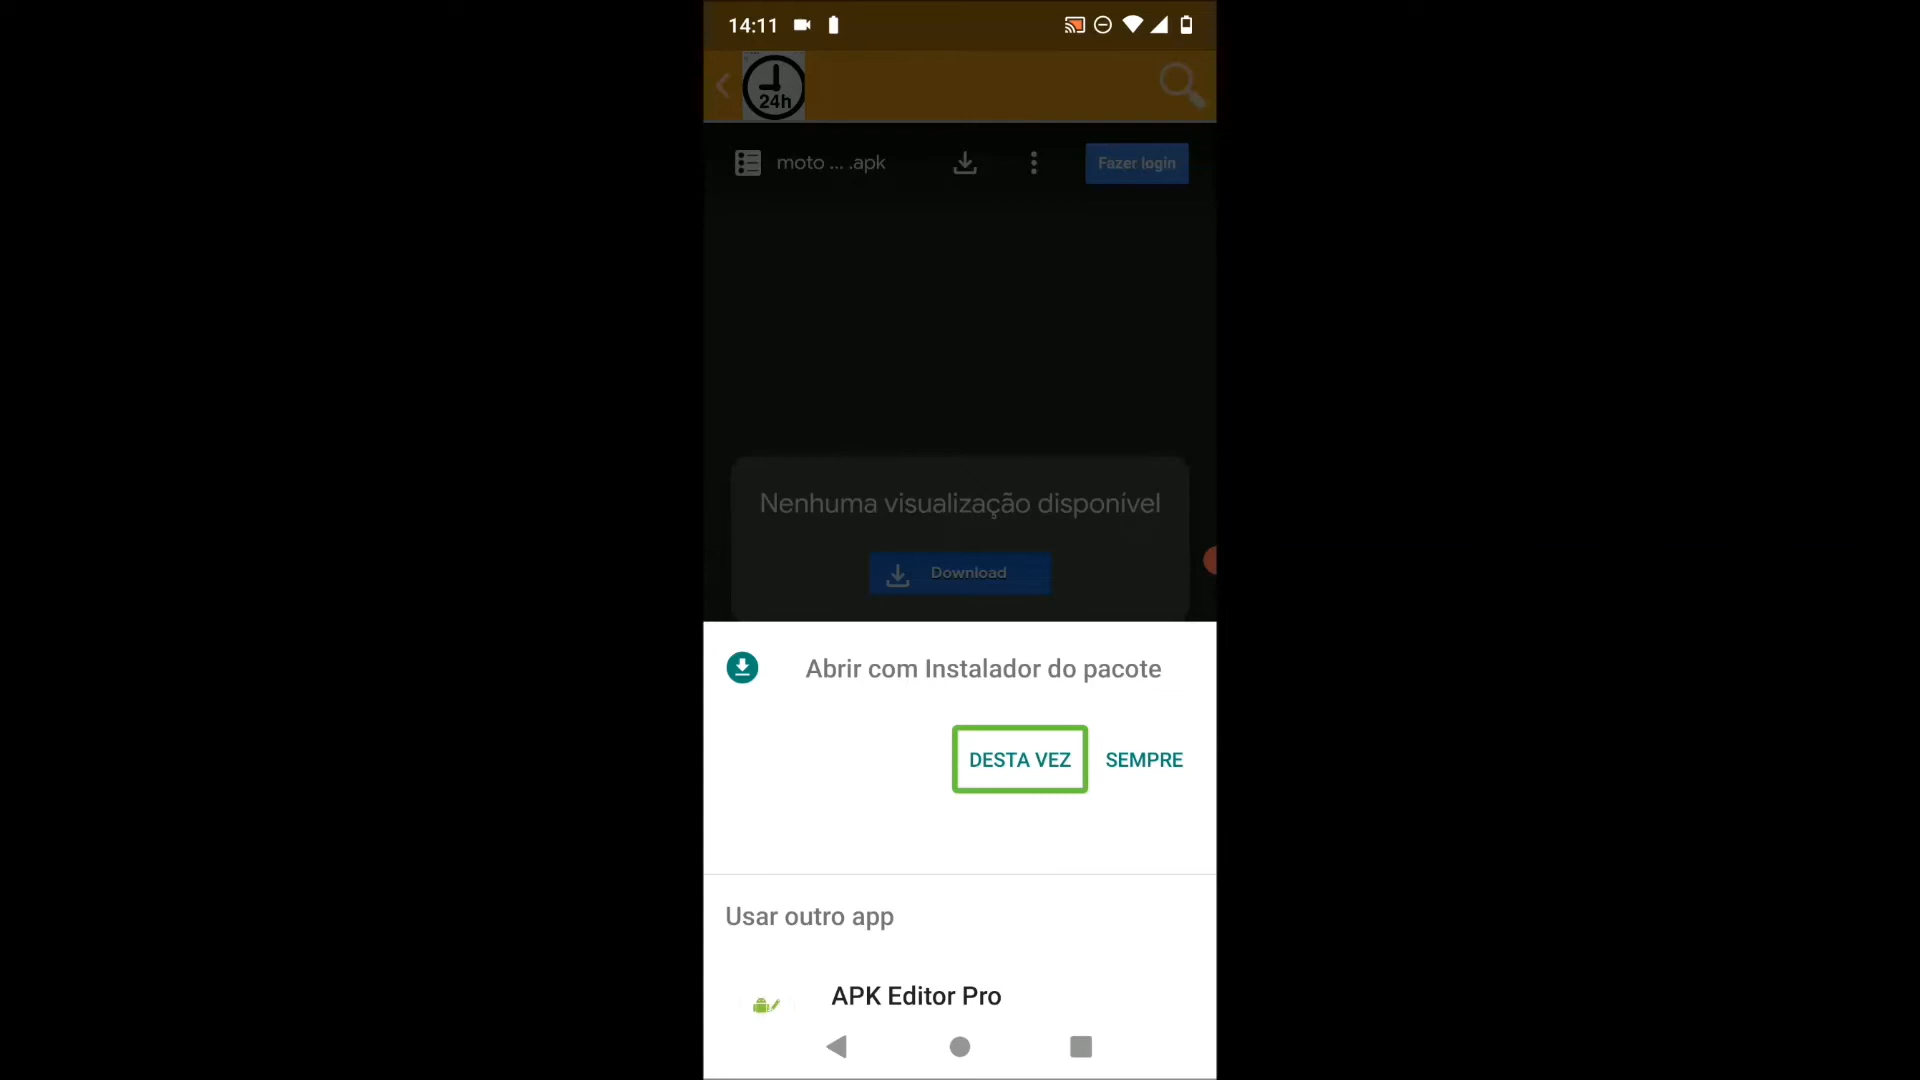 14:11
24h
moto ... .apk
Fazer login
Nenhuma visualização disponível
Download
Abrir com Instalador do pacote
DESTA VEZ
SEMPRE
Usar outro app
APK Editor Pro